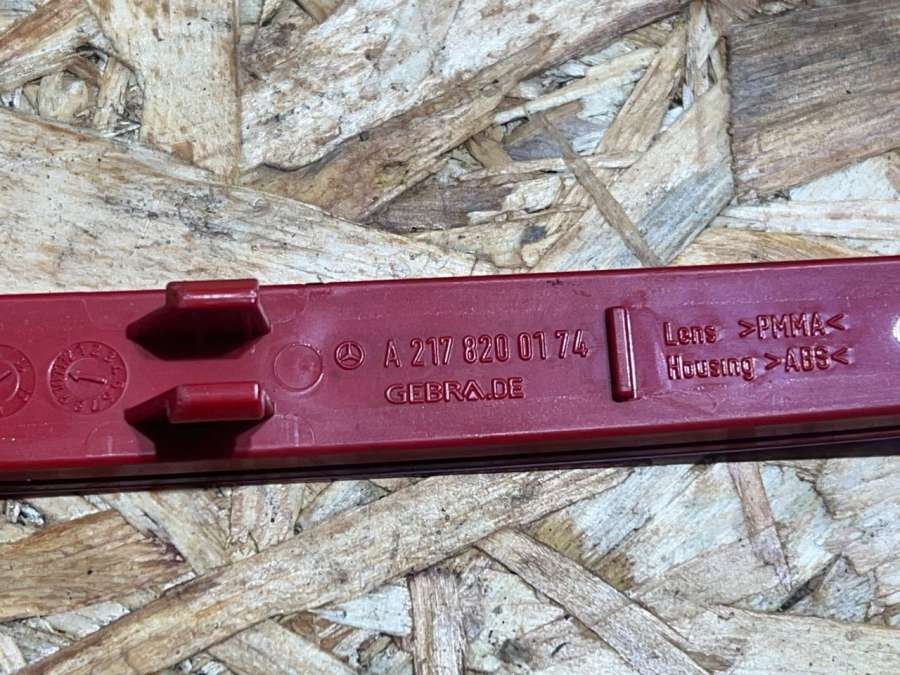 A 217 820 01 74
GEBRA.DE
Lens >PMMA<
Housing >ABS<